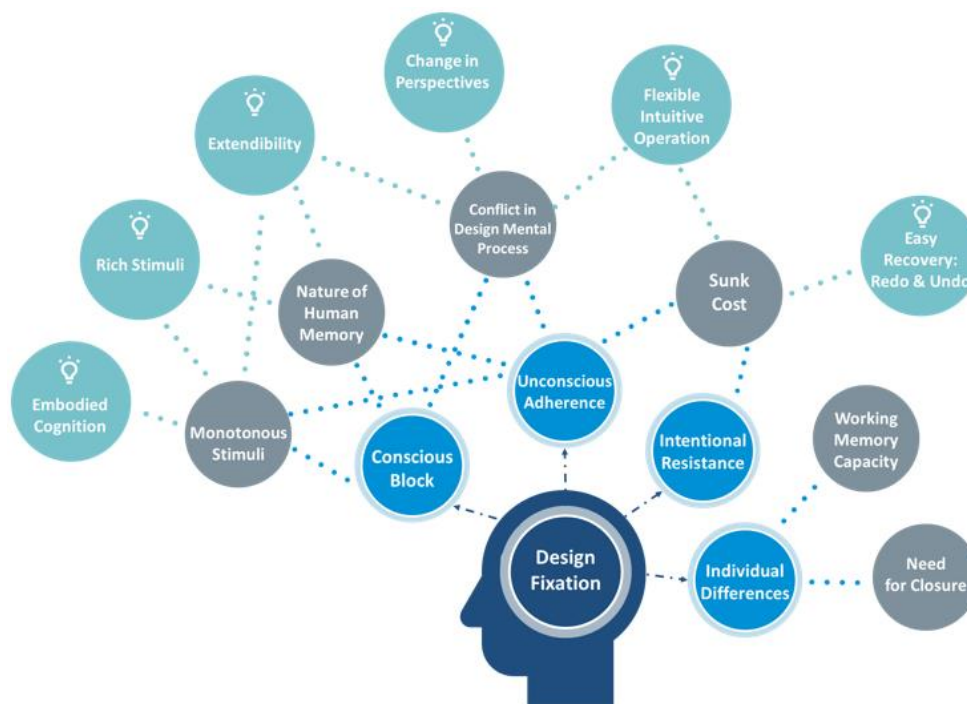 Change in
Perspectives
Flexible
Intuitive
Operation
Extendibility
Conflict in
Design Mental
Process
Rich Stimuli
Easy
Recovery:
Redo & Undo
Sunk
Cost
Nature of
Human
Memory
Unconscious
Adherence
Embodied
Cognition
Monotonous
Stimuli
Conscious
Block
Intentional
Resistance
Working
Memory
Capacity
Design
Fixation
Individual
Differences
Need
for Closure